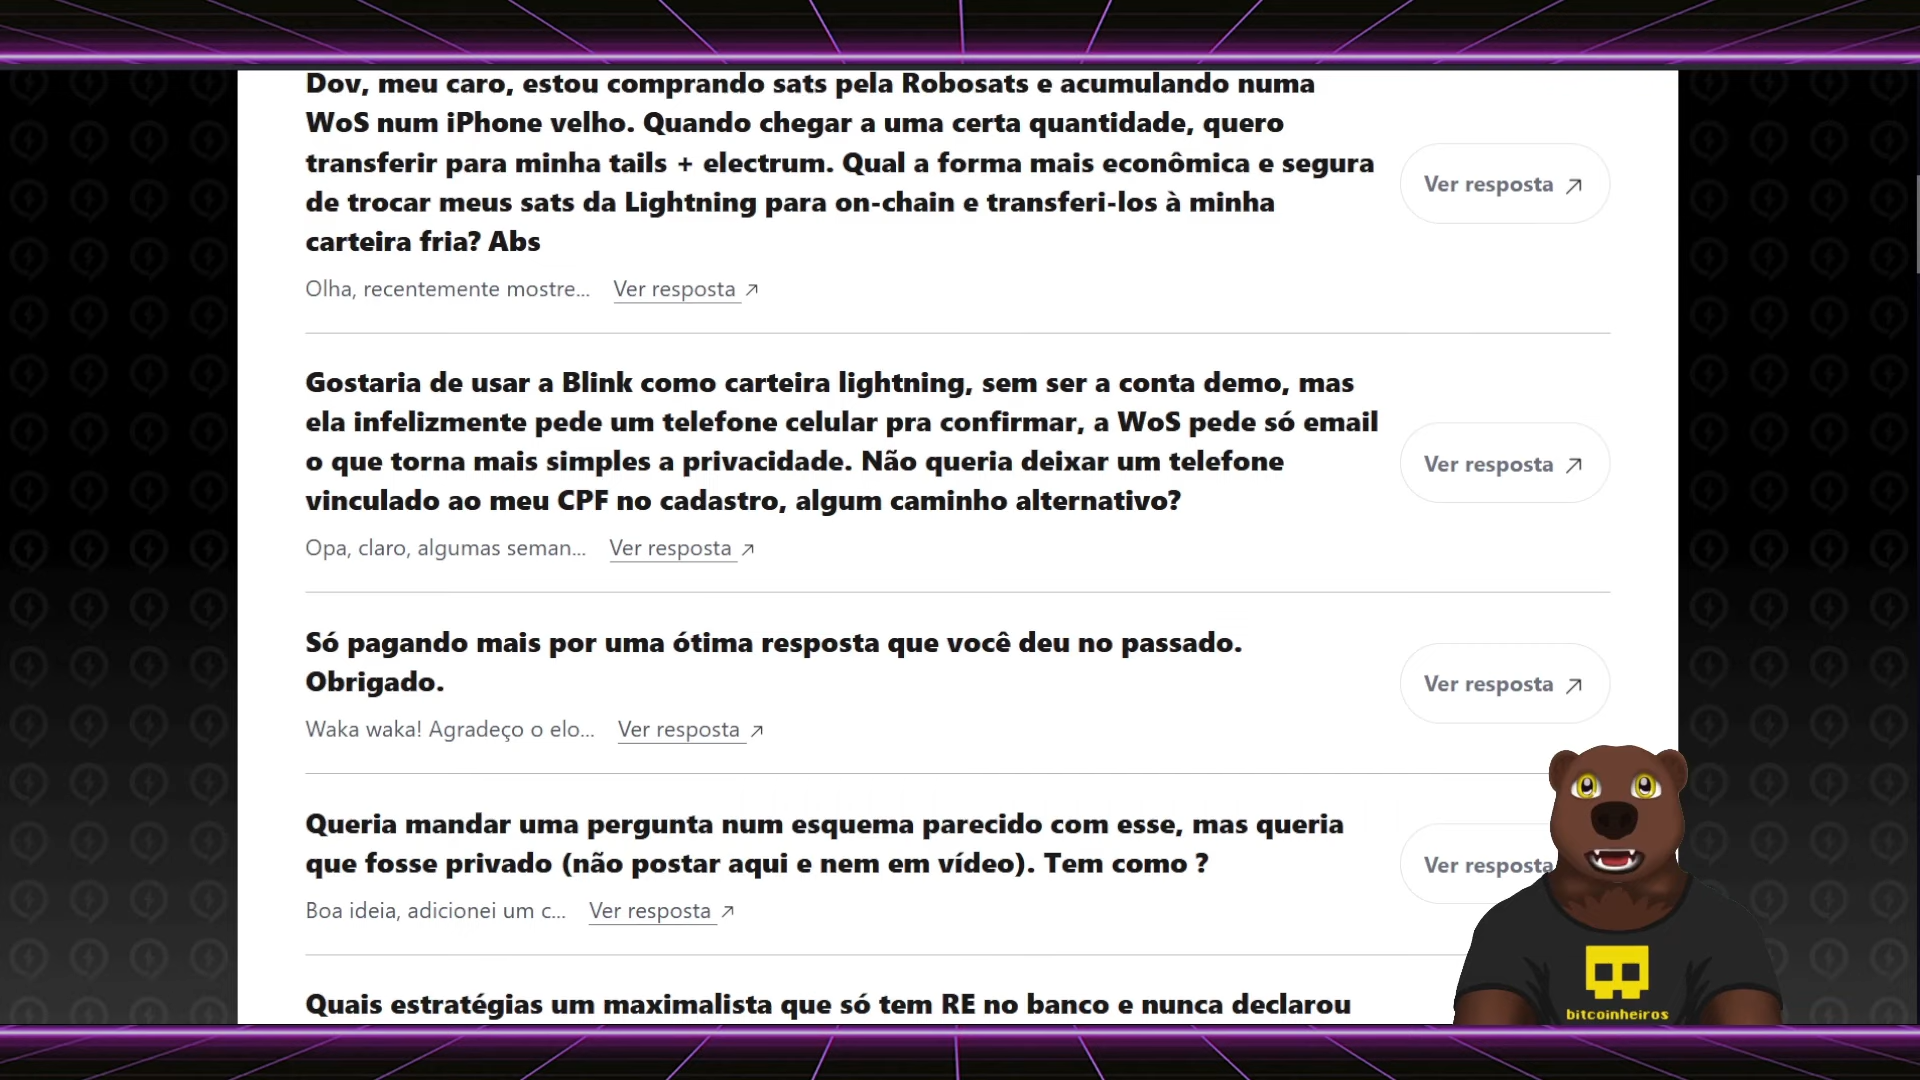 Dov, meu caro, estou comprando sats pela Robosats e acumulando numa
WoS num iPhone velho. Quando chegar a uma certa quantidade, quero
transferir para minha tails + electrum. Qual a forma mais econômica e segura
de trocar meus sats da Lightning para on-chain e transferi-los à minha
carteira fria? Abs
Ver resposta
Olha, recentemente mostre... Ver resposta
Gostaria de usar a Blink como carteira lightning, sem ser a conta demo, mas
ela infelizmente pede um telefone celular pra confirmar, a WoS pede só email
o que torna mais simples a privacidade. Não queria deixar um telefone
vinculado ao meu CPF no cadastro, algum caminho alternativo?
Ver resposta
Opa, claro, algumas seman... Ver resposta
Só pagando mais por uma ótima resposta que você deu no passado.
Obrigado.
Ver resposta
Waka waka! Agradeço o elo... Ver resposta
Queria mandar uma pergunta num esquema parecido com esse, mas queria
que fosse privado (não postar aqui e nem em vídeo). Tem como ?
Ver resposta
Boa ideia, adicionei um c... Ver resposta
Quais estratégias um maximalista que só tem RE no banco e nunca declarou
bitcoinheiros